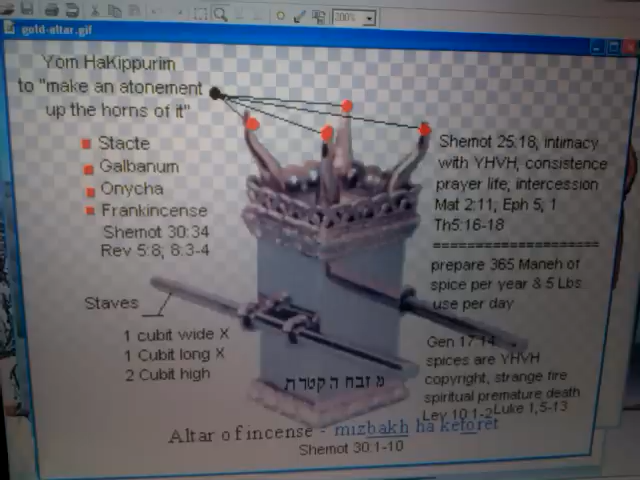 200%
gold-altar.gif
Yom HaKippurim
to "make an atonement
up the horns of it"
Stacte
Galbanum
Onycha
Frankincense
Shemot 30:34
Rev 5:8; 8:3-4
Staves
1 cubit wide X
1 Cubit long X
2 Cubit high
Shemot 25:18, intimacy
with YHVH, consistence
prayer life, intercession
Mat 2:11; Eph 5, 1
Th5:16-18
====================
prepare 365 Maneh of
spice per year & 5 Lbs
use per day
Gen 17:14
spices are YHVH
copyright, strange fire
spiritual premature death
Lev 10:1-2 Luke 1,5-13
מזבח הקטרת
Altar of incense - mizbakh ha ketoret
Shemot 30:1-10